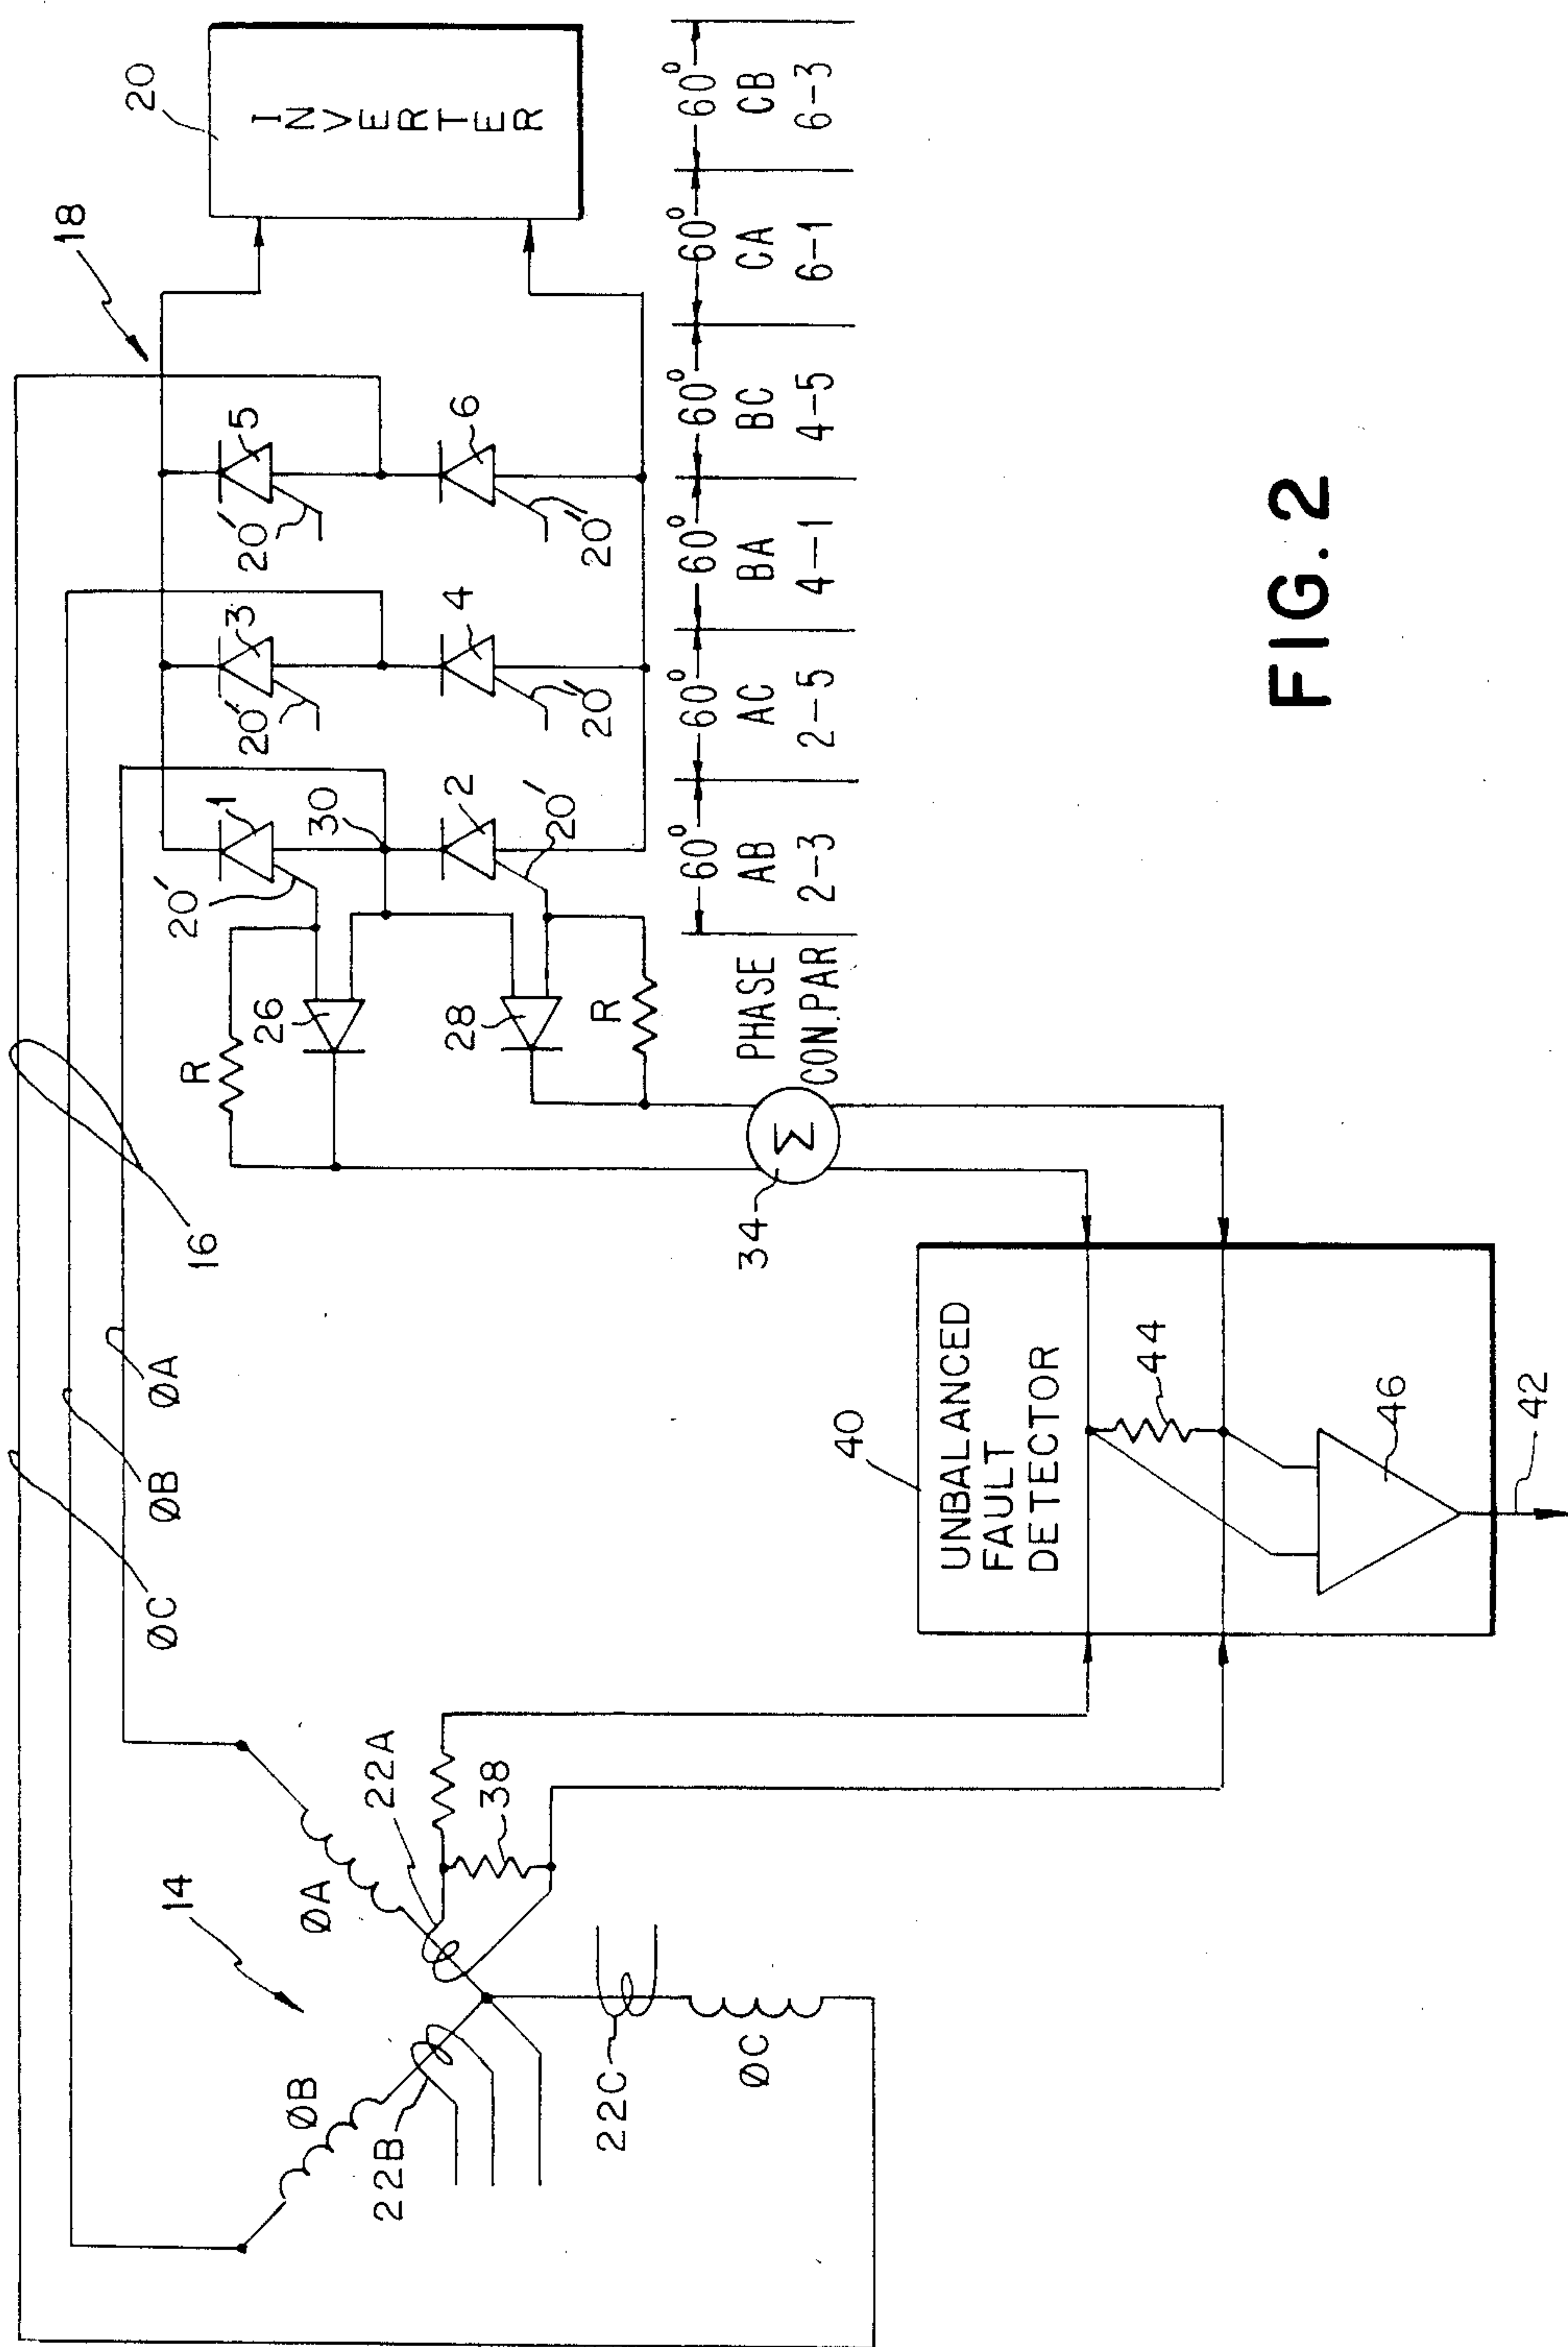 20
INVERTER
18
5
20'
6
20''
3
20'
4
20''
1
20'
30
2
20'
R
26
28
R
60° 60° 60° 60° 60° 60°
PHASE AB AC BA BC CA CB
CON.PAR 2-3 2-5 4-1 4-5 6-1 6-3
Σ
34
16
ØA
ØB
ØC
40
UNBALANCED
FAULT
DETECTOR
44
46
42
14
ØA
22A
38
ØB
22B
22C
ØC
FIG. 2